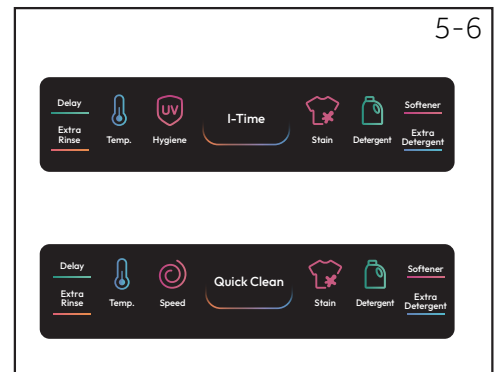 5-6
Delay
Extra
Rinse
Temp.
UV
Hygiene
I-Time
Stain
Detergent
Softener
Extra
Detergent
Delay
Extra
Rinse
Temp.
Speed
Quick Clean
Stain
Detergent
Softener
Extra
Detergent